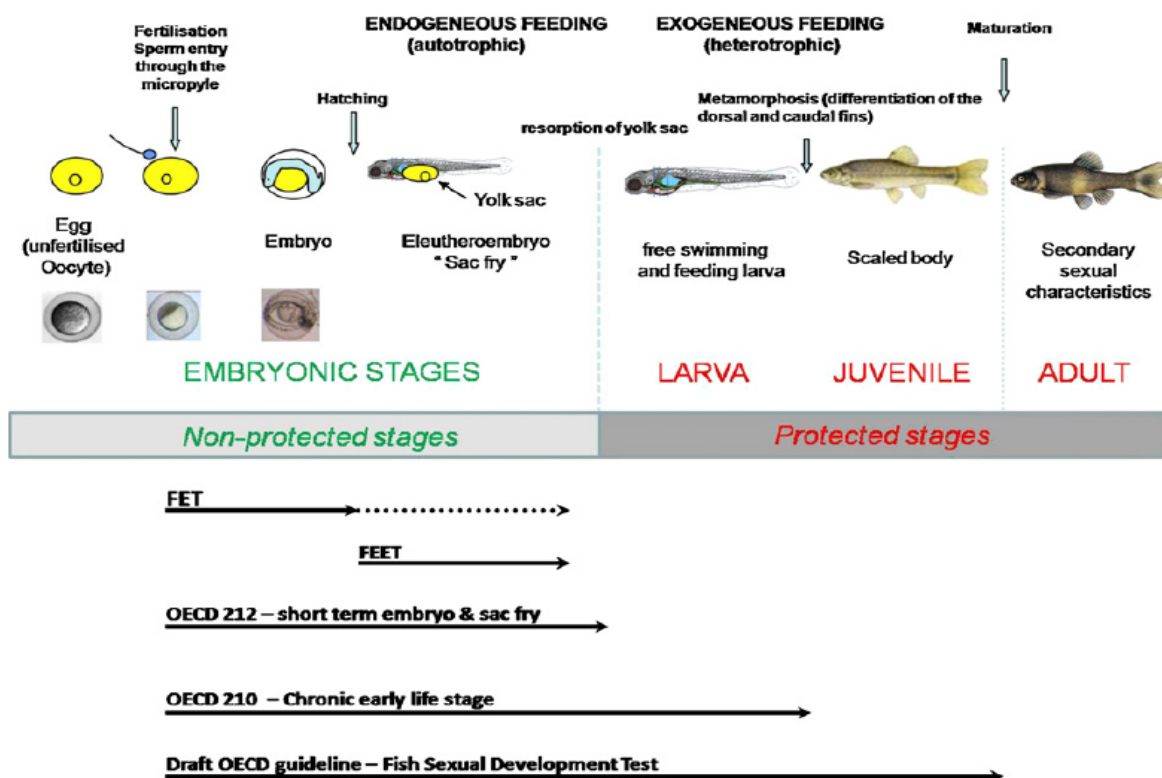 ENDOGENEOUS FEEDING
(autotrophic)
EXOGENEOUS FEEDING
(heterotrophic)
Maturation
Fertilisation
Sperm entry
through the
micropyle
Hatching
resorption of yolk sac
Metamorphosis (differentiation of the
dorsal and caudal fins)
Yolk sac
Egg
(unfertilised
Oocyte)
Embryo
Eleutheroembryo
"Sac fry"
free swimming
and feeding larva
Scaled body
Secondary
sexual
characteristics
EMBRYONIC STAGES
LARVA
JUVENILE
ADULT
Non-protected stages
Protected stages
FET
FEET
OECD 212 – short term embryo & sac fry
OECD 210 – Chronic early life stage
Draft OECD guideline – Fish Sexual Development Test